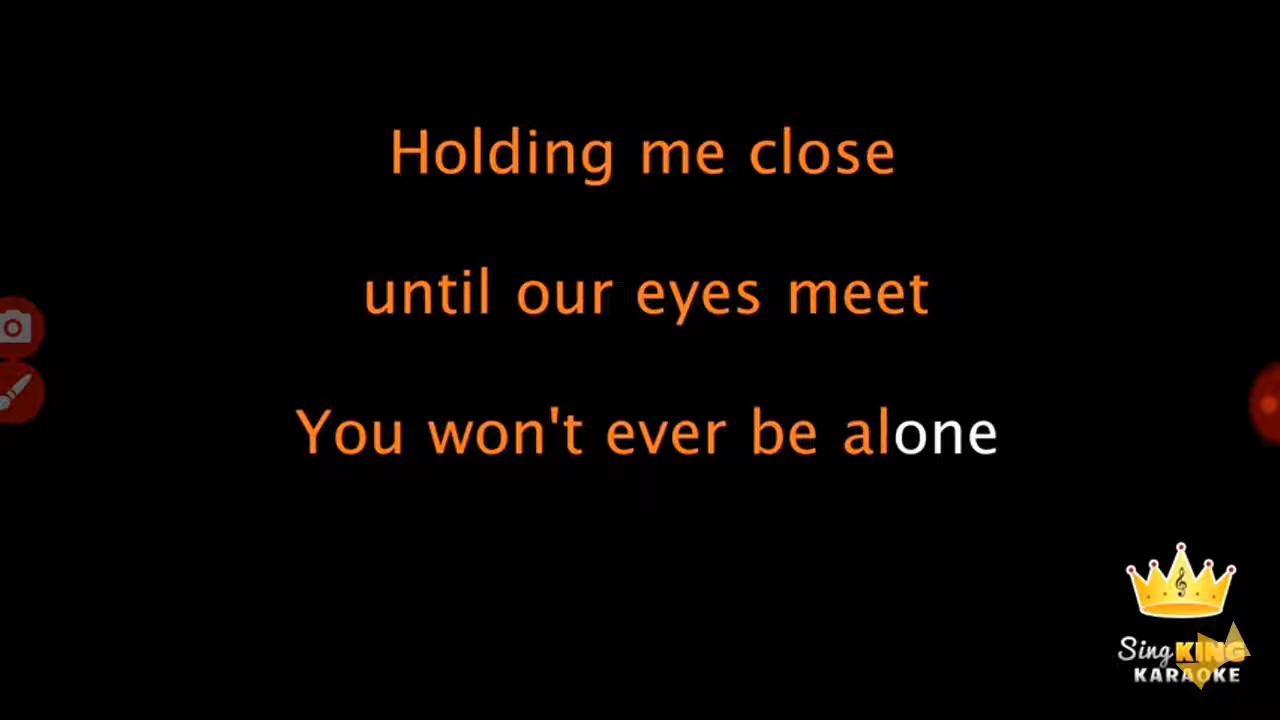 Holding me close
until our eyes meet
You won't ever be alone
Sing KING
KARAOKE